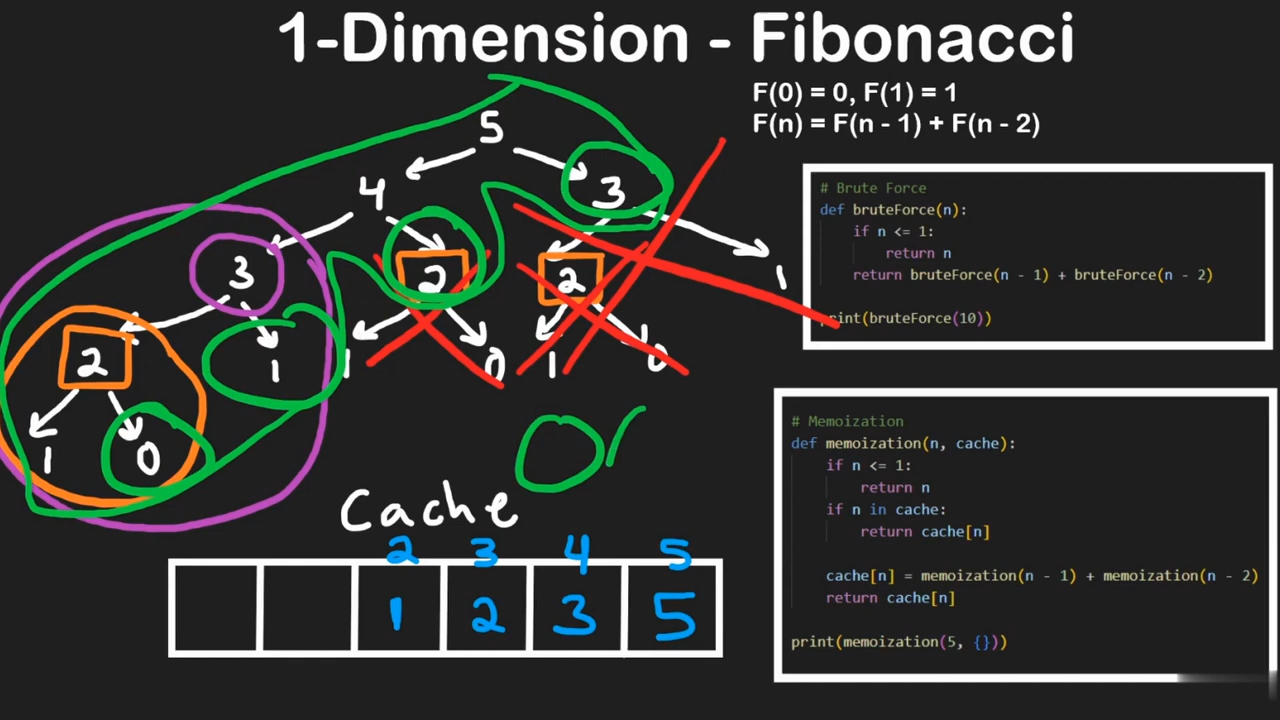 1-Dimension - Fibonacci
F(0) = 0, F(1) = 1
F(n) = F(n - 1) + F(n - 2)
5
4 3
3 2 2 1
2 1 1 0 1 0
1 0
Cache
2 3 4 5
1 2 3 5
# Brute Force
def bruteForce(n):
if n <= 1:
return n
return bruteForce(n - 1) + bruteForce(n - 2)
print(bruteForce(10))
# Memoization
def memoization(n, cache):
if n <= 1:
return n
if n in cache:
return cache[n]
cache[n] = memoization(n - 1) + memoization(n - 2)
return cache[n]
print(memoization(5, {}))